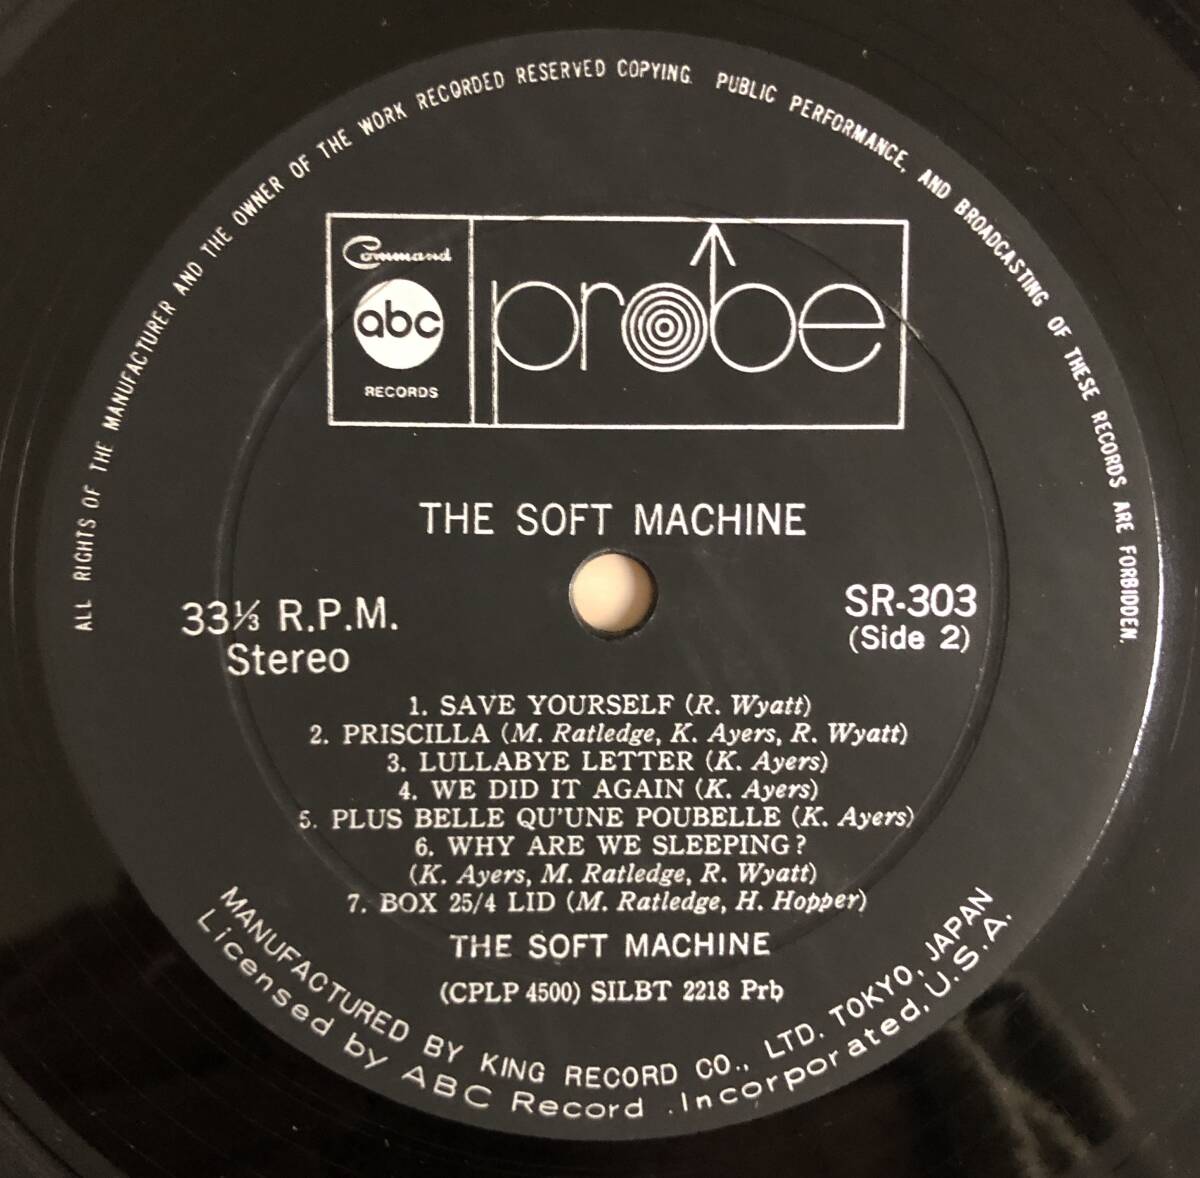 ALL RIGHTS OF THE MANUFACTURER AND THE OWNER OF THE WORK RECORDED RESERVED COPYING. PUBLIC PERFORMANCE, AND BROADCASTING OF THESE RECORDS ARE FORBIDDEN.
Command
abc
RECORDS
probe
THE SOFT MACHINE
33⅓ R.P.M.
Stereo
SR-303
(Side 2)
1. SAVE YOURSELF (R. Wyatt)
2. PRISCILLA (M. Ratledge, K. Ayers, R. Wyatt)
3. LULLABYE LETTER (K. Ayers)
4. WE DID IT AGAIN (K. Ayers)
5. PLUS BELLE QU'UNE POUBELLE (K. Ayers)
6. WHY ARE WE SLEEPING?
(K. Ayers, M. Ratledge, R. Wyatt)
7. BOX 25/4 LID (M. Ratledge, H. Hopper)
THE SOFT MACHINE
(CPLP 4500) SILBT 2218 Prb
MANUFACTURED BY KING RECORD CO., LTD. TOKYO, JAPAN
Licensed by ABC Record .Incorporated, U.S.A.